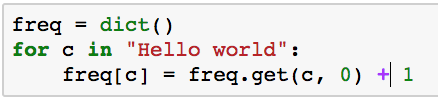 freq = dict()
for c in "Hello world":
    freq[c] = freq.get(c, 0) + 1